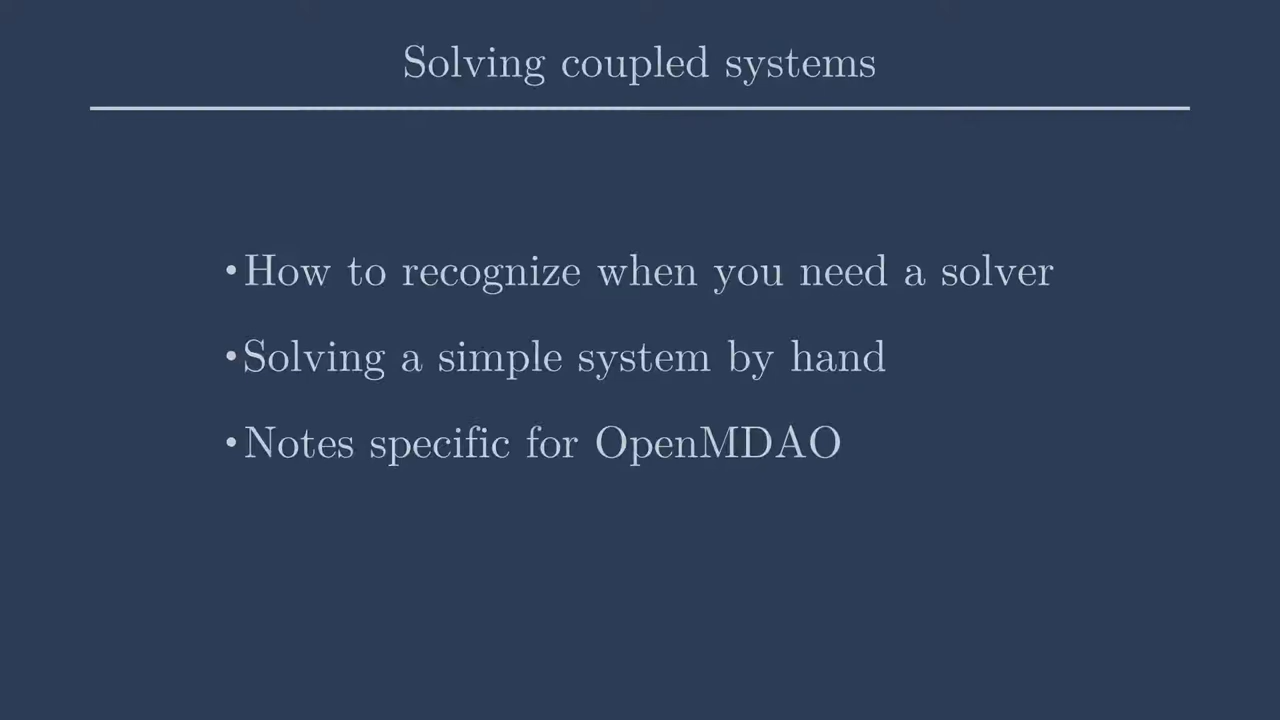 Solving coupled systems
•How to recognize when you need a solver
•Solving a simple system by hand
•Notes specific for OpenMDAO